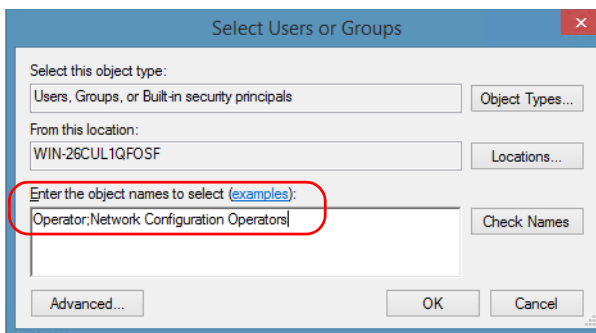 Select Users or Groups
Select this object type:
Users, Groups, or Built-in security principals
Object Types...
From this location:
WIN-26CUL1QFOSF
Locations...
Enter the object names to select (examples):
Operator;Network Configuration Operators
Check Names
Advanced...
OK
Cancel